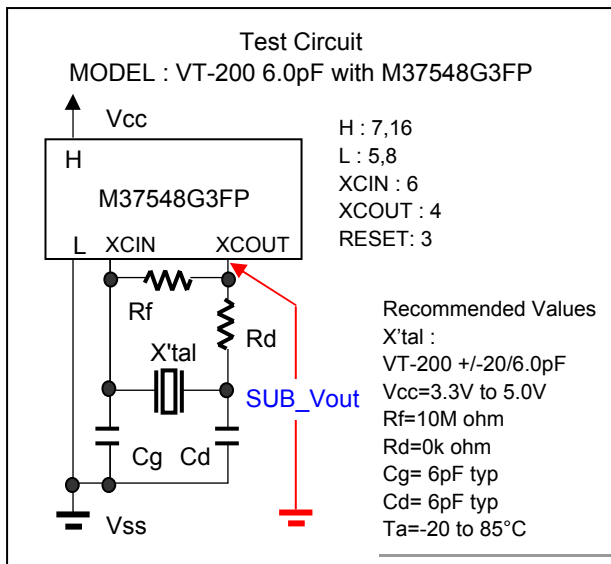 Test Circuit
MODEL : VT-200 6.0pF with M37548G3FP
Vcc
H : 7,16
L : 5,8
XCIN : 6
XCOUT : 4
RESET: 3
H
M37548G3FP
L XCIN XCOUT
Rf
Rd
X'tal
SUB_Vout
Cg Cd
Vss
Recommended Values
X’tal :
VT-200 +/-20/6.0pF
Vcc=3.3V to 5.0V
Rf=10M ohm
Rd=0k ohm
Cg= 6pF typ
Cd= 6pF typ
Ta=-20 to 85°C